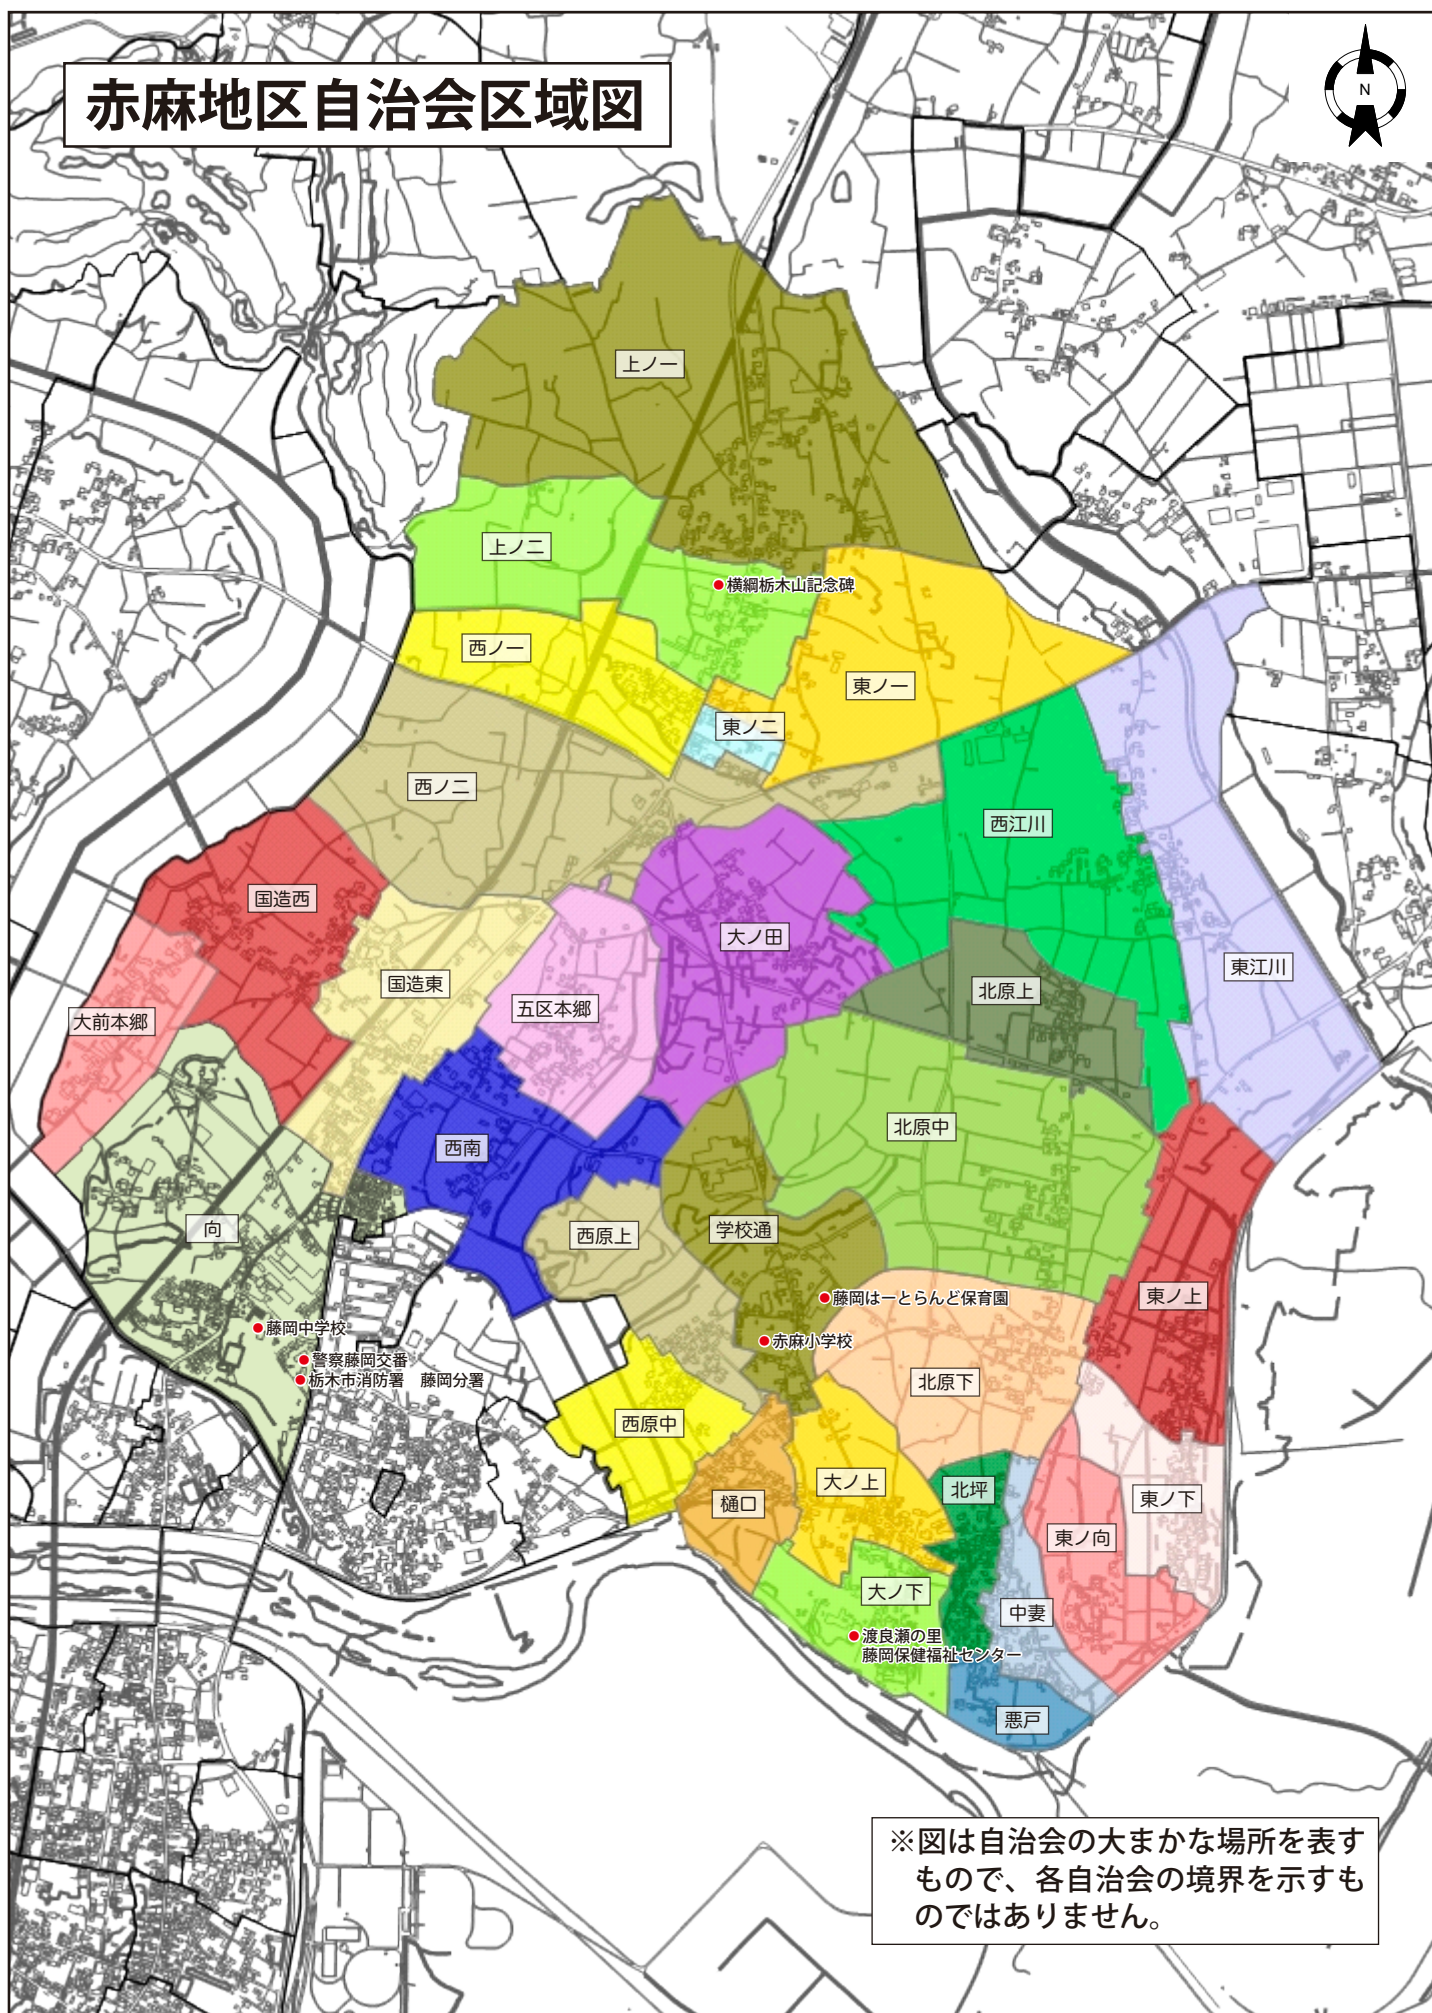 赤麻地区自治会区域図
N
上ノ一
上ノ二
横綱栃木山記念碑
西ノ一
東ノ一
東ノ二
西ノ二
西江川
国造西
大ノ田
東江川
国造東
北原上
五区本郷
大前本郷
北原中
西南
向
西原上
学校通
東ノ上
藤岡はーとらんど保育園
藤岡中学校
赤麻小学校
警察藤岡交番
栃木市消防署　藤岡分署
北原下
西原中
大ノ上
北坪
樋口
東ノ下
東ノ向
大ノ下
中妻
渡良瀬の里
藤岡保健福祉センター
悪戸
※図は自治会の大まかな場所を表す
もので、各自治会の境界を示すも
のではありません。